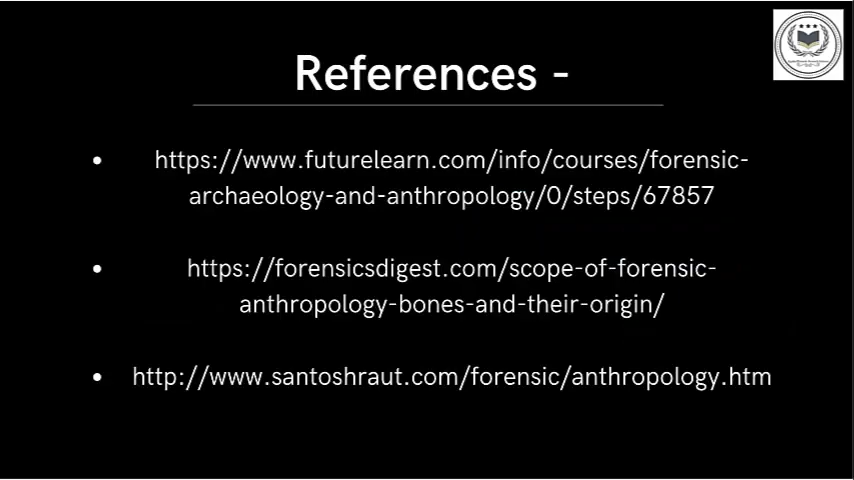 References -
• https://www.futurelearn.com/info/courses/forensic-
archaeology-and-anthropology/0/steps/67857
• https://forensicsdigest.com/scope-of-forensic-
anthropology-bones-and-their-origin/
• http://www.santoshraut.com/forensic/anthropology.htm